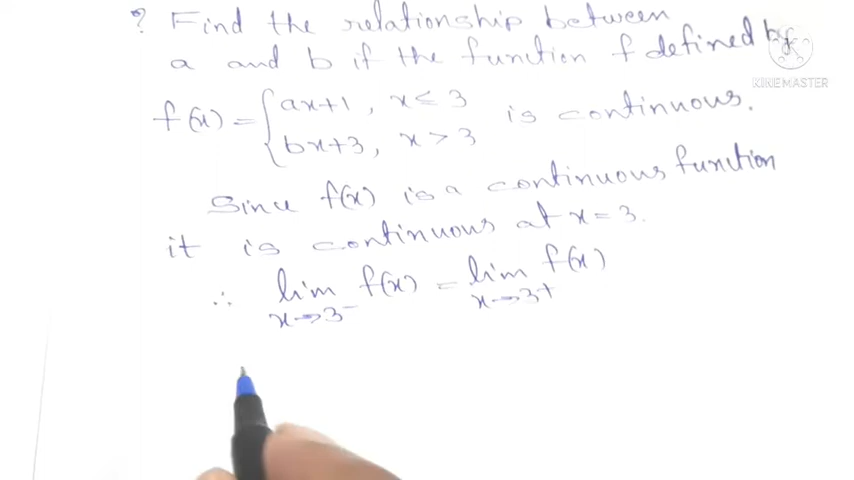 ? Find the relationship between
a and b if the function f defined by
KINEMASTER
f(x) = { ax+1, x ≤ 3
bx+3, x > 3 is continuous.
Since f(x) is a continuous function
it is continuous at x = 3.
∴ lim f(x) = lim f(x)
x→3⁻ x→3+